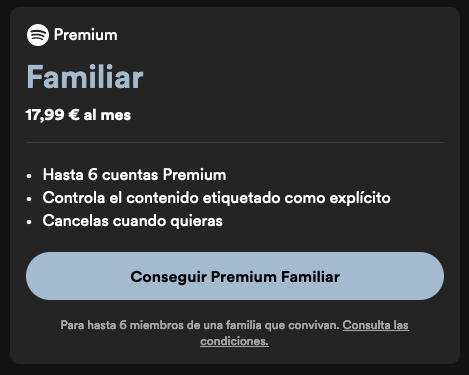 Premium
Familiar
17,99 € al mes
• Hasta 6 cuentas Premium
• Controla el contenido etiquetado como explícito
• Cancelas cuando quieras
Conseguir Premium Familiar
Para hasta 6 miembros de una familia que convivan. Consulta las
condiciones.